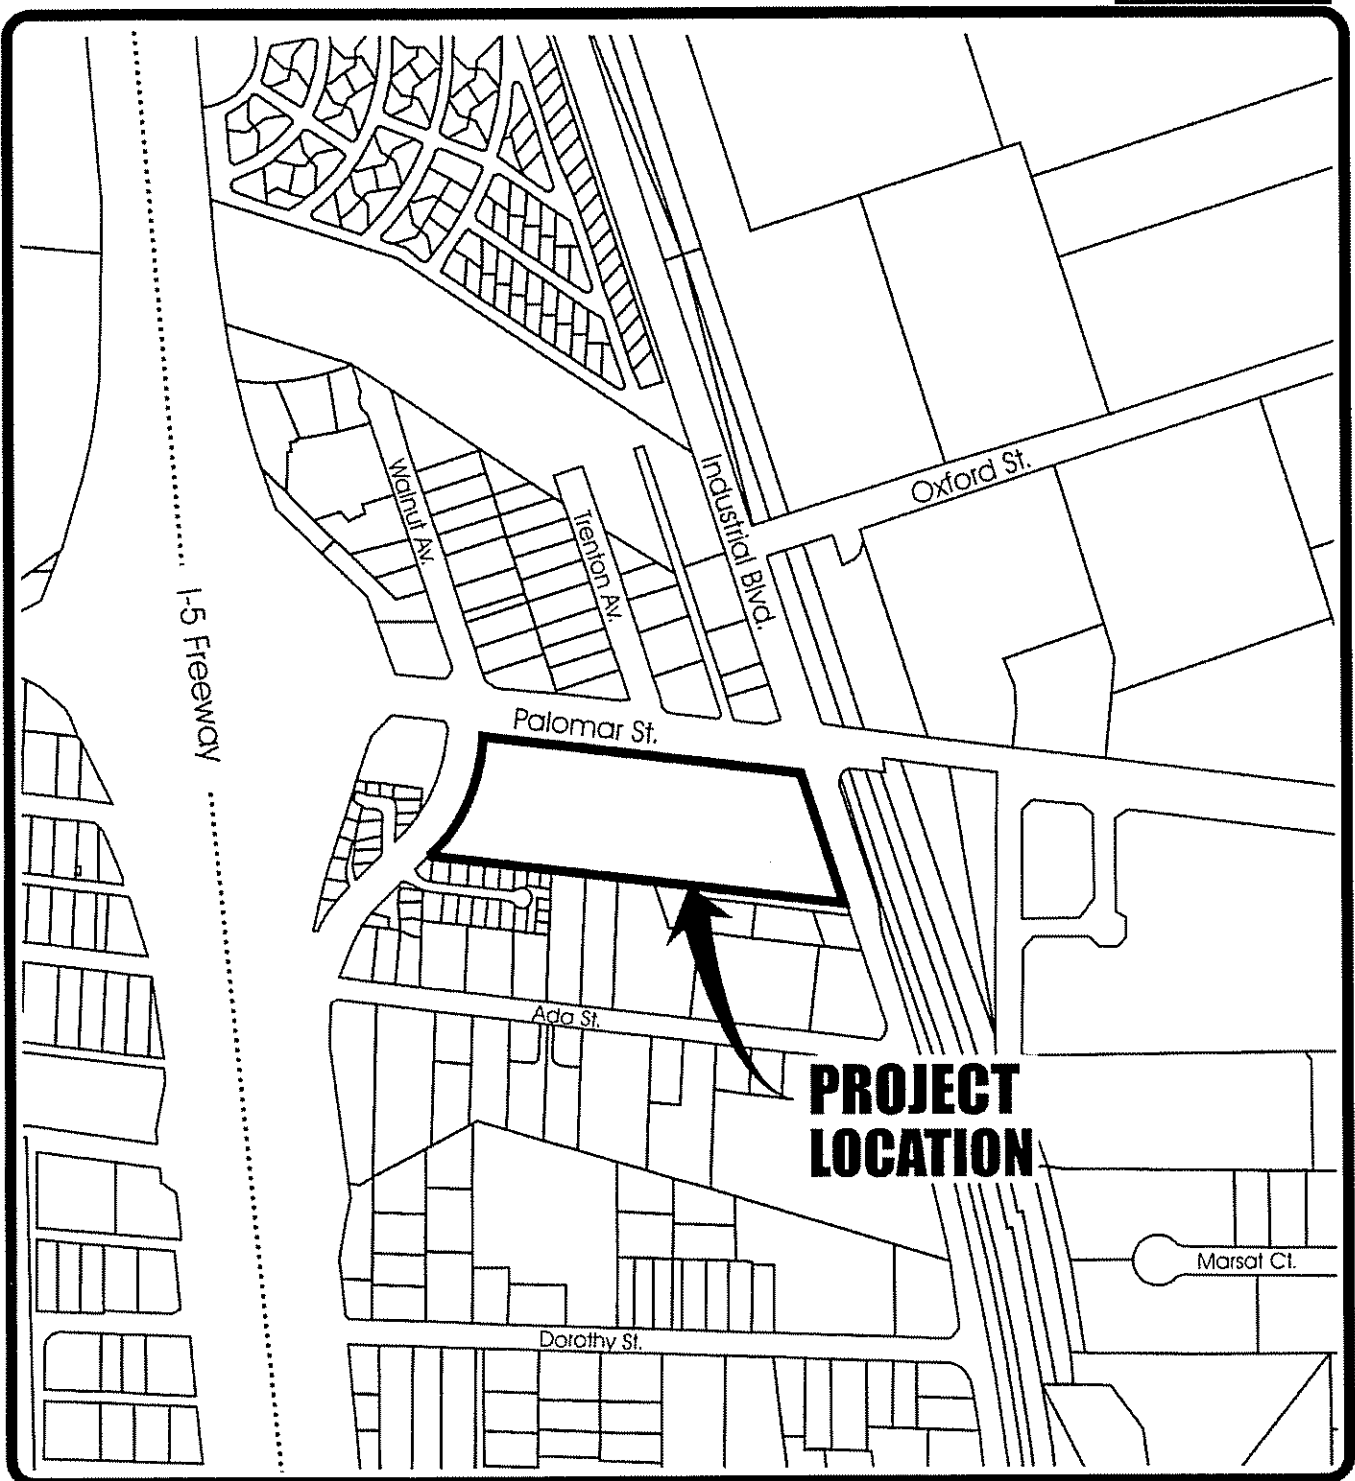 Oxford St.
Walnut Av.
Trenton Av.
Industrial Blvd.
I-5 Freeway
Palomar St.
Ada St.
PROJECT
LOCATION
Marsat Ct.
Dorothy St.